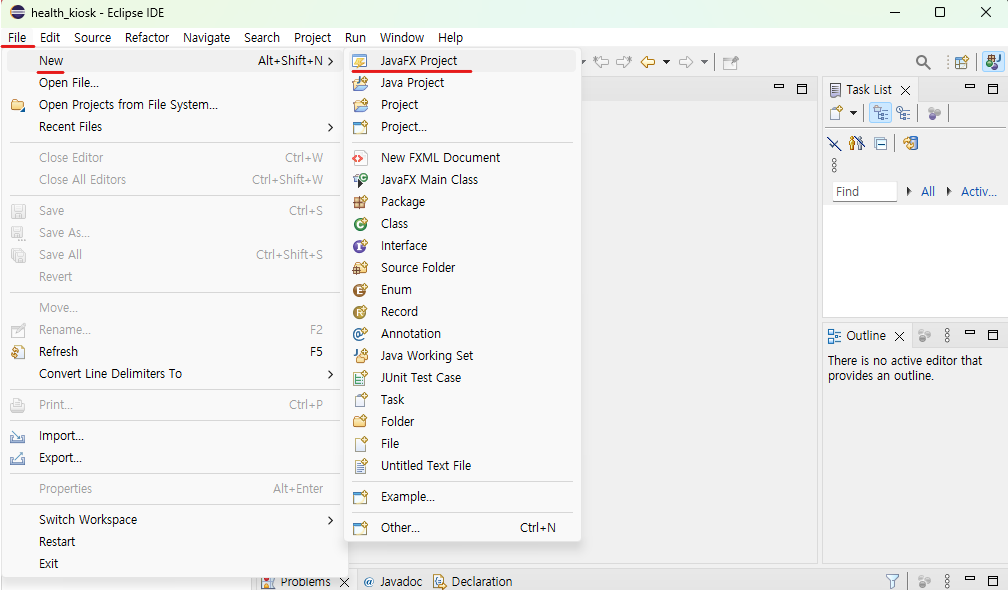 health_kiosk - Eclipse IDE
File Edit Source Refactor Navigate Search Project Run Window Help
New Alt+Shift+N
Open File...
Open Projects from File System...
Recent Files
Close Editor Ctrl+W
Close All Editors Ctrl+Shift+W
Save Ctrl+S
Save As...
Save All Ctrl+Shift+S
Revert
Move...
Rename... F2
Refresh F5
Convert Line Delimiters To
Print... Ctrl+P
Import...
Export...
Properties Alt+Enter
Switch Workspace
Restart
Exit
JavaFX Project
Java Project
Project
Project...
New FXML Document
JavaFX Main Class
Package
Class
Interface
Source Folder
Enum
Record
Annotation
Java Working Set
JUnit Test Case
Task
Folder
File
Untitled Text File
Example...
Other... Ctrl+N
Task List
Find All Activ...
Outline
There is no active editor that
provides an outline.
Problems Javadoc Declaration